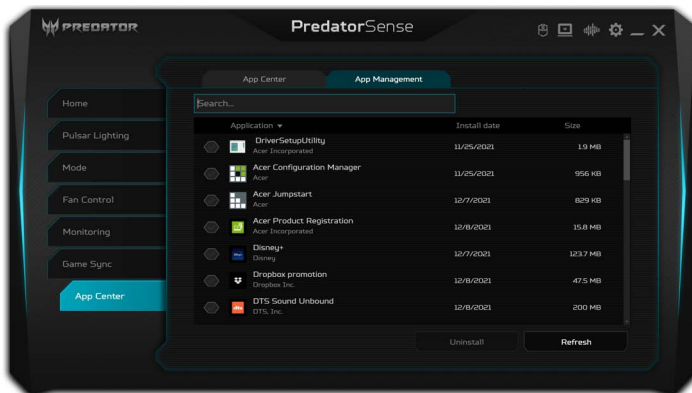 PREDATOR
PredatorSense
App Center
App Management
Home
Pulsar Lighting
Mode
Fan Control
Monitoring
Game Sync
App Center
Search...
Application Install date Size
DriverSetupUtility
Acer Incorporated
11/25/2021 1.9 MB
Acer Configuration Manager
Acer
11/25/2021 956 KB
Acer Jumpstart
Acer
12/7/2021 829 KB
Acer Product Registration
Acer Incorporated
12/8/2021 15.8 MB
Disney+
Disney
12/7/2021 123.7 MB
Dropbox promotion
Dropbox Inc.
12/8/2021 47.5 MB
dts
DTS Sound Unbound
DTS, Inc.
12/8/2021 200 MB
Uninstall
Refresh